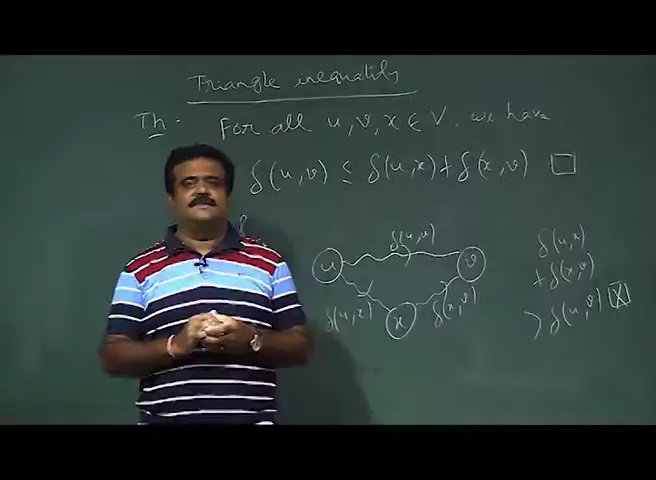 Triangle inequality
Th: For all u, v, x ∈ V, we have
δ(u,v) ≤ δ(u,x) + δ(x,v) □
δ(u,v)
u v
x
δ(u,x) δ(x,v)
δ(u,x)
+ δ(x,v)
> δ(u,v)